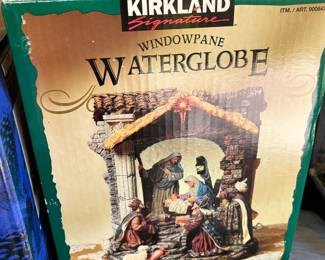 KIRKLAND
Signature
ITM. / ART.
WINDOWPANE
WATERGLOBE